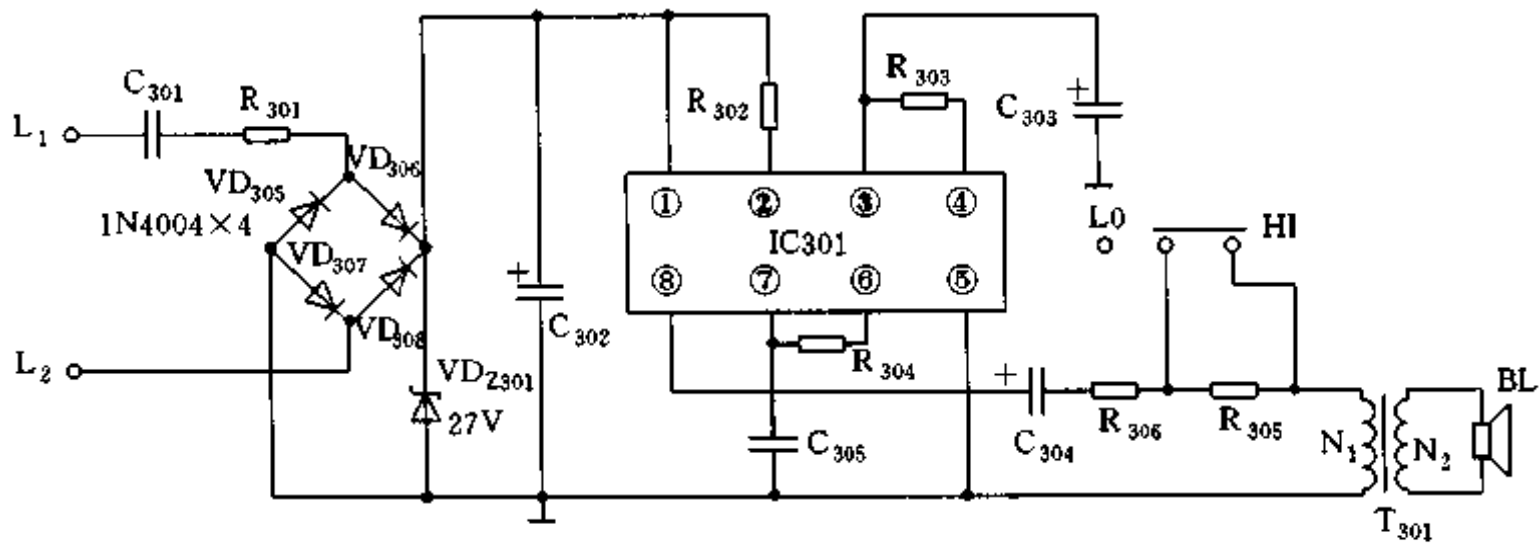 L₁
C₃₀₁
R₃₀₁
VD₃₀₅
VD₃₀₆
1N4004×4
VD₃₀₇
VD₃₀₈
L₂
VD₂₃₀₁
27V
C₃₀₂
R₃₀₂
R₃₀₃
C₃₀₃
① ② ③ ④
IC301
⑧ ⑦ ⑥ ⑤
R₃₀₄
C₃₀₅
L0
HI
C₃₀₄
R₃₀₆
R₃₀₅
N₁
N₂
BL
T₃₀₁